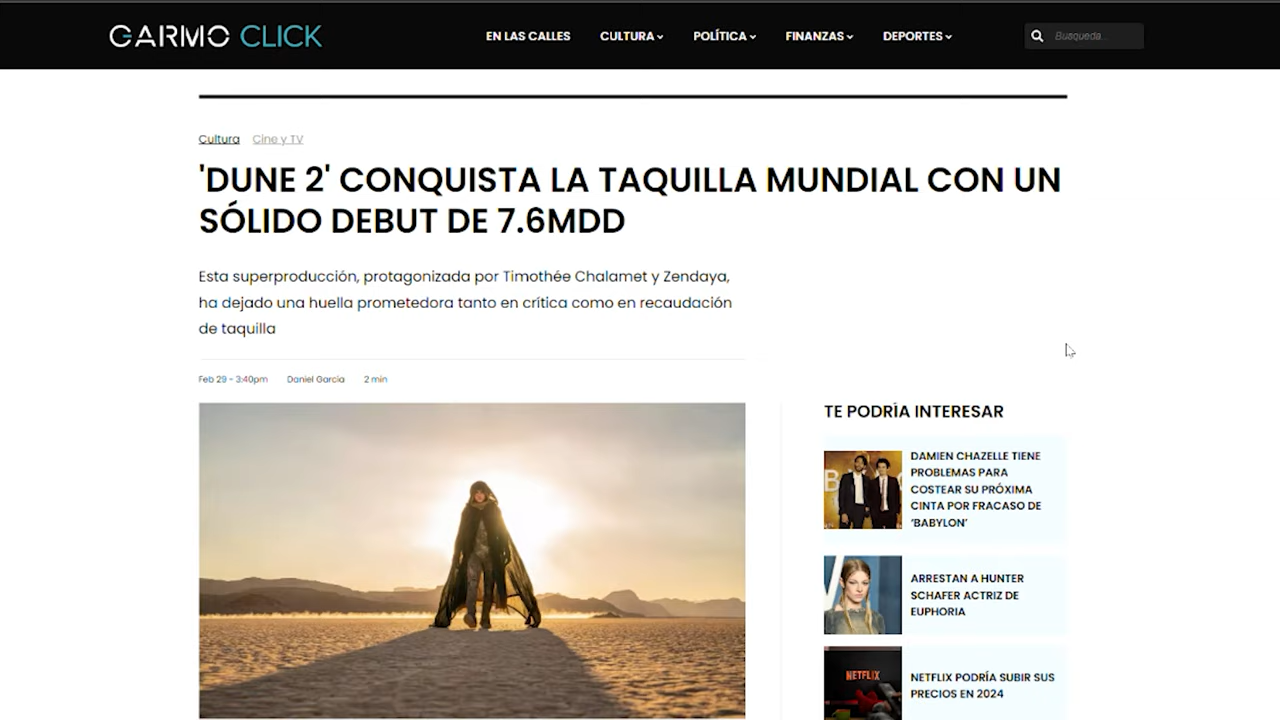 GARMO CLICK
EN LAS CALLES CULTURA POLÍTICA FINANZAS DEPORTES
Busqueda...
Cultura Cine y TV
'DUNE 2' CONQUISTA LA TAQUILLA MUNDIAL CON UN
SÓLIDO DEBUT DE 7.6MDD
Esta superproducción, protagonizada por Timothée Chalamet y Zendaya,
ha dejado una huella prometedora tanto en crítica como en recaudación
de taquilla
Feb 29 - 3:40pm Daniel García 2 min
TE PODRÍA INTERESAR
DAMIEN CHAZELLE TIENE
PROBLEMAS PARA
COSTEAR SU PRÓXIMA
CINTA POR FRACASO DE
‘BABYLON’
ARRESTAN A HUNTER
SCHAFER ACTRIZ DE
EUPHORIA
NETFLIX
NETFLIX PODRÍA SUBIR SUS
PRECIOS EN 2024